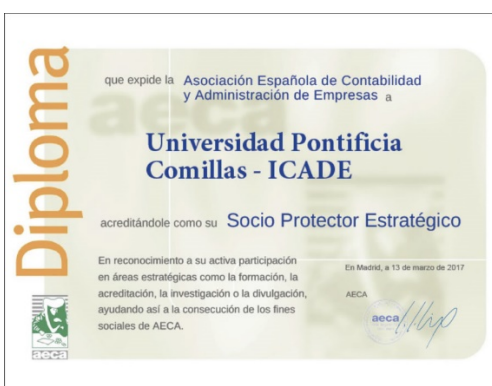 Diploma
que expide la Asociación Española de Contabilidad
y Administración de Empresas a
aeca
Universidad Pontificia
Comillas - ICADE
acreditándole como su Socio Protector Estratégico
En reconocimiento a su activa participación
en áreas estratégicas como la formación, la
acreditación, la investigación o la divulgación,
ayudando así a la consecución de los fines
sociales de AECA.
En Madrid, a 13 de marzo de 2017
AECA
aeca
aeca